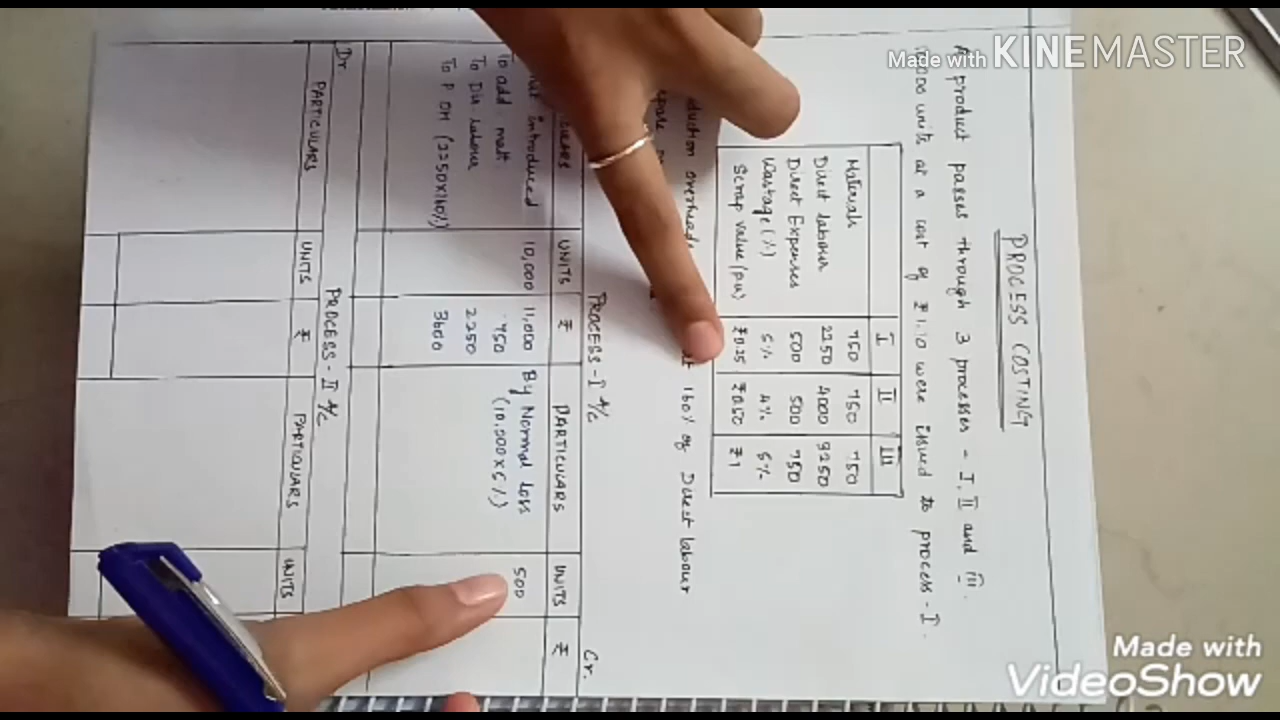 Made with KINEMASTER
PROCESS COSTING
A product passes through 3 processes - I, II and III.
units at a cost of ₹1.10 were issued to process - I.
I II III
Materials 750 750 750
Direct labour 2250 4000 9250
Direct Expenses 500 500 750
Wastage (%) 5% 4% 5%
Scrap value (p.u) ₹0.25 ₹0.50 ₹1
overheads 160% of Direct labour
PROCESS - I A/c Cr.
UNITS ₹ PARTICULARS UNITS ₹
introduced 10,000 11,000 By Normal loss 500
To add matl. 750 (10,000X5%)
To Dir labour 2250
To P OH (2250X160%) 3600
Dr. PROCESS - II A/c
PARTICULARS UNITS ₹ PARTICULARS UNITS
Made with
VideoShow